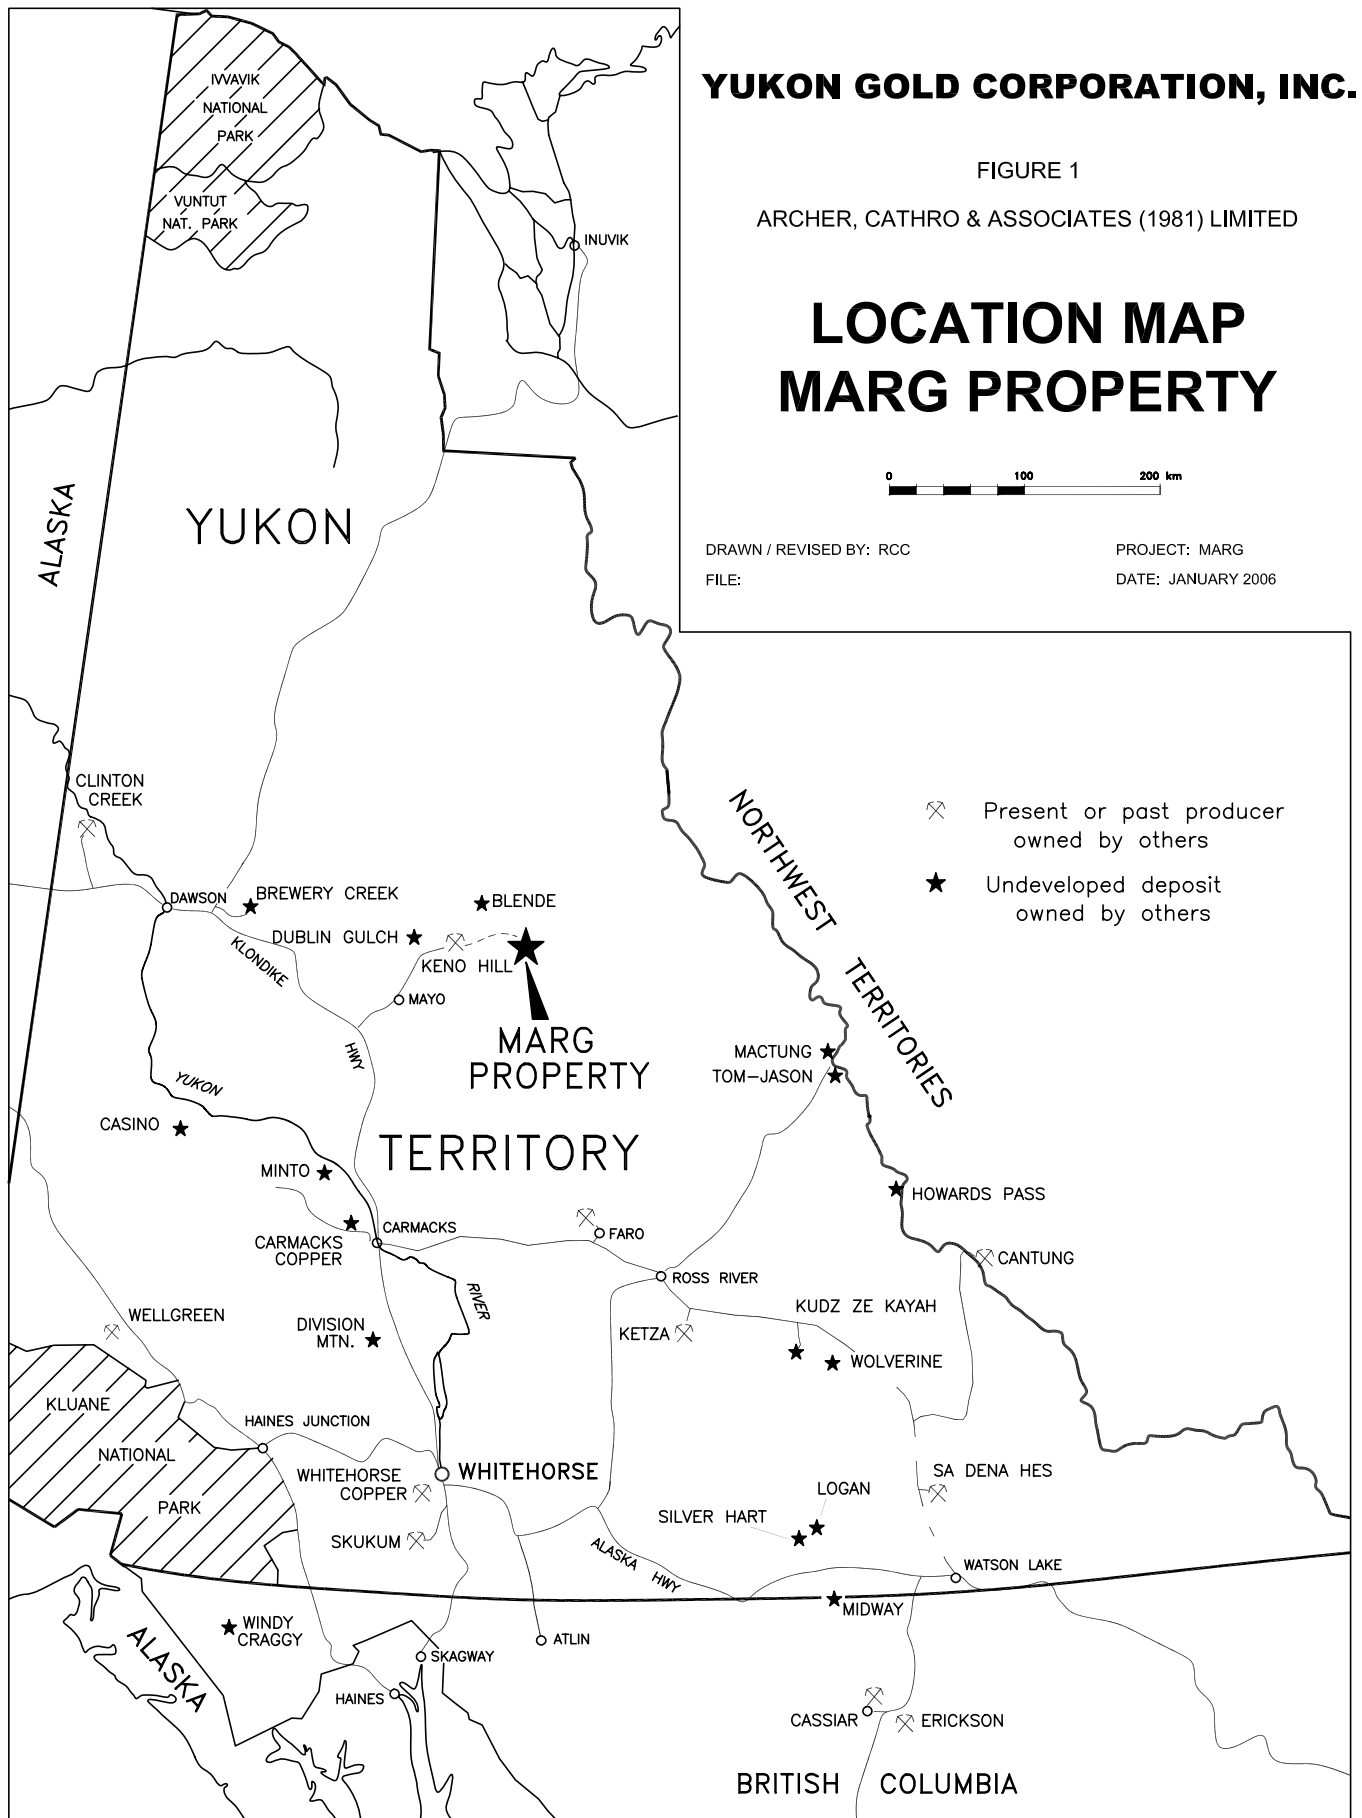 YUKON GOLD CORPORATION, INC.
FIGURE 1
ARCHER, CATHRO & ASSOCIATES (1981) LIMITED
LOCATION MAP
MARG PROPERTY
0 100 200 km
DRAWN / REVISED BY: RCC
PROJECT: MARG
FILE:
DATE: JANUARY 2006
IVVAVIK
NATIONAL
PARK
VUNTUT
NAT. PARK
INUVIK
ALASKA
YUKON
CLINTON
CREEK
NORTHWEST
TERRITORIES
Present or past producer
owned by others
Undeveloped deposit
owned by others
DAWSON
BREWERY CREEK
BLENDE
DUBLIN GULCH
KLONDIKE
HWY
KENO HILL
MAYO
MARG
PROPERTY
MACTUNG
TOM-JASON
YUKON
RIVER
CASINO
TERRITORY
MINTO
HOWARDS PASS
CARMACKS
CARMACKS
COPPER
FARO
CANTUNG
ROSS RIVER
WELLGREEN
DIVISION
MTN.
KUDZ ZE KAYAH
KETZA
WOLVERINE
KLUANE
NATIONAL
PARK
HAINES JUNCTION
WHITEHORSE
WHITEHORSE
COPPER
SA DENA HES
LOGAN
SILVER HART
SKUKUM
ALASKA
HWY
WATSON LAKE
MIDWAY
WINDY
CRAGGY
ALASKA
ATLIN
SKAGWAY
HAINES
CASSIAR
ERICKSON
BRITISH COLUMBIA